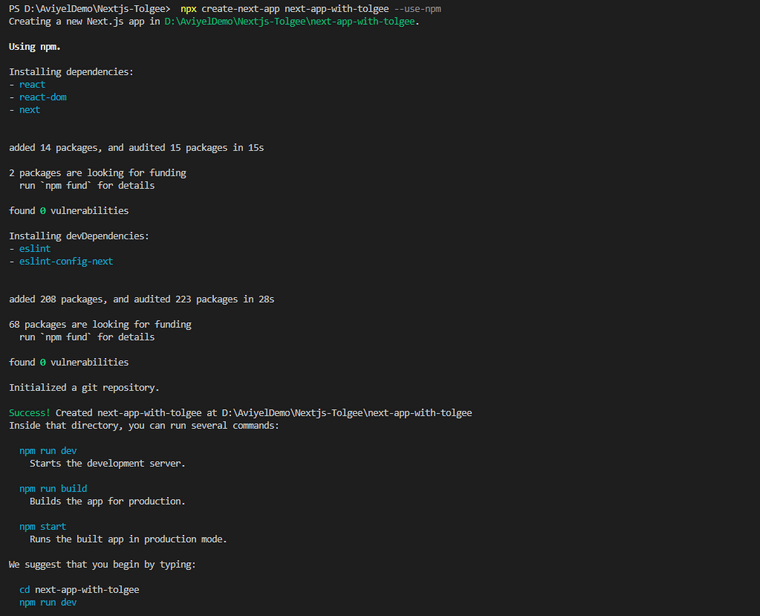 PS D:\AviyelDemo\Nextjs-Tolgee> npx create-next-app next-app-with-tolgee --use-npm
Creating a new Next.js app in D:\AviyelDemo\Nextjs-Tolgee\next-app-with-tolgee.
Using npm.
Installing dependencies:
- react
- react-dom
- next
added 14 packages, and audited 15 packages in 15s
2 packages are looking for funding
run `npm fund` for details
found 0 vulnerabilities
Installing devDependencies:
- eslint
- eslint-config-next
added 208 packages, and audited 223 packages in 28s
68 packages are looking for funding
run `npm fund` for details
found 0 vulnerabilities
Initialized a git repository.
Success! Created next-app-with-tolgee at D:\AviyelDemo\Nextjs-Tolgee\next-app-with-tolgee
Inside that directory, you can run several commands:
npm run dev
Starts the development server.
npm run build
Builds the app for production.
npm start
Runs the built app in production mode.
We suggest that you begin by typing:
cd next-app-with-tolgee
npm run dev